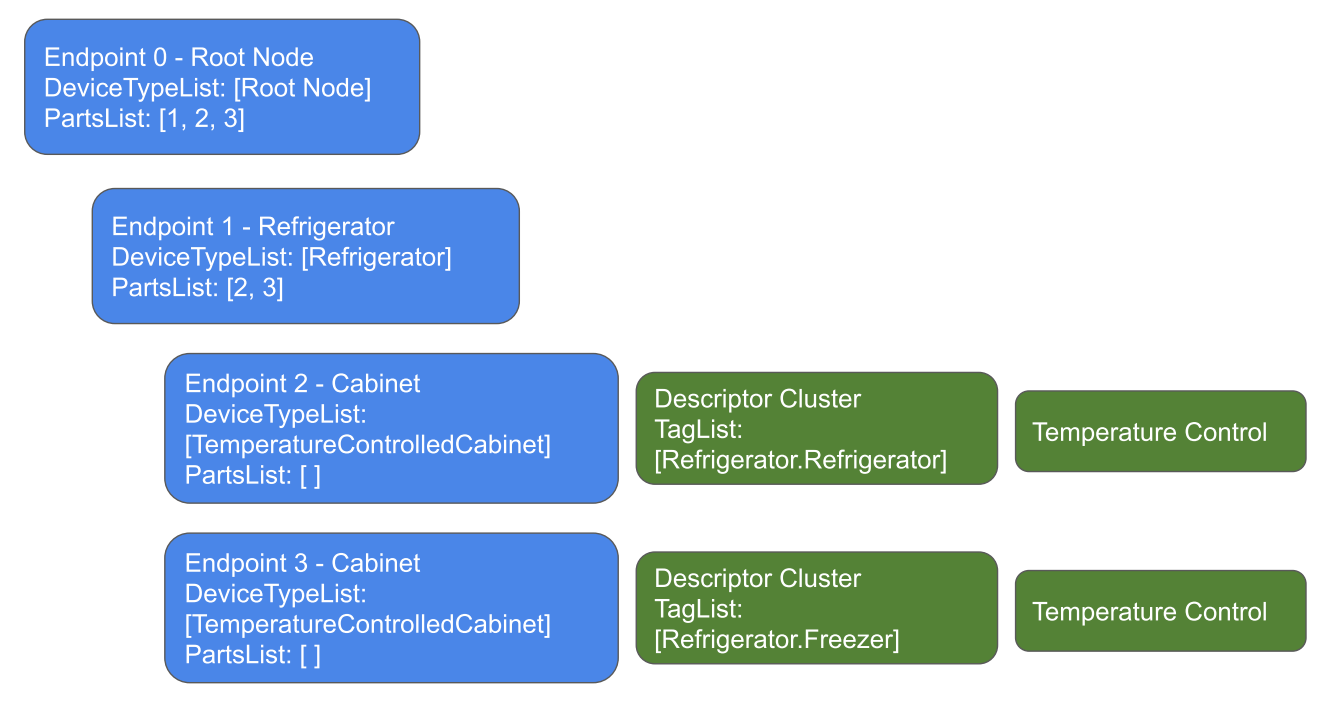 Endpoint 0 - Root Node
DeviceTypeList: [Root Node]
PartsList: [1, 2, 3]
Endpoint 1 - Refrigerator
DeviceTypeList: [Refrigerator]
PartsList: [2, 3]
Endpoint 2 - Cabinet
DeviceTypeList:
[TemperatureControlledCabinet]
PartsList: [ ]
Descriptor Cluster
TagList:
[Refrigerator.Refrigerator]
Temperature Control
Endpoint 3 - Cabinet
DeviceTypeList:
[TemperatureControlledCabinet]
PartsList: [ ]
Descriptor Cluster
TagList:
[Refrigerator.Freezer]
Temperature Control